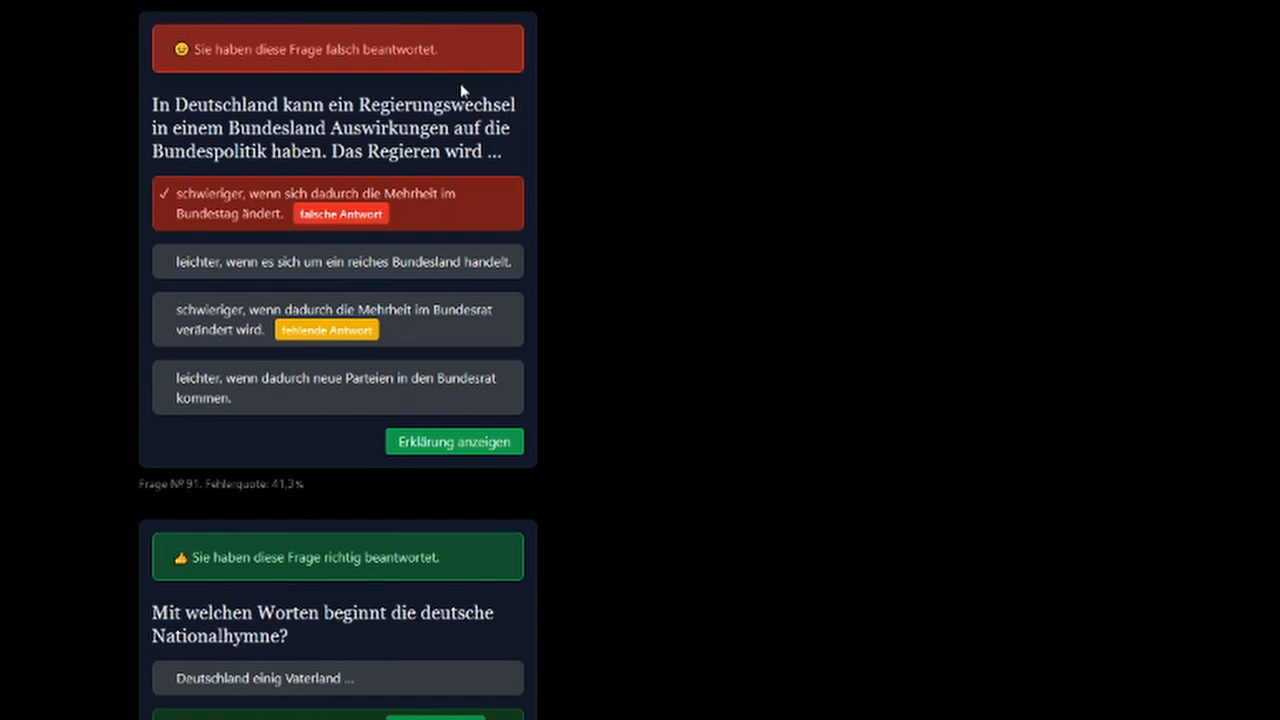 😉 Sie haben diese Frage falsch beantwortet.
In Deutschland kann ein Regierungswechsel
in einem Bundesland Auswirkungen auf die
Bundespolitik haben. Das Regieren wird ...
✓ schwieriger, wenn sich dadurch die Mehrheit im
Bundestag ändert. falsche Antwort
leichter, wenn es sich um ein reiches Bundesland handelt.
schwieriger, wenn dadurch die Mehrheit im Bundesrat
verändert wird. fehlende Antwort
leichter, wenn dadurch neue Parteien in den Bundesrat
kommen.
Erklärung anzeigen
Frage № 91. Fehlerquote: 41,3%
👍 Sie haben diese Frage richtig beantwortet.
Mit welchen Worten beginnt die deutsche
Nationalhymne?
Deutschland einig Vaterland ...